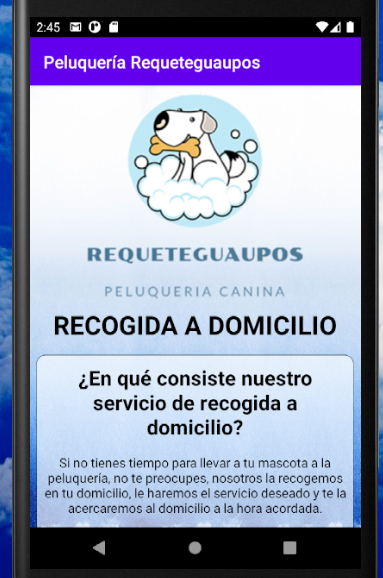 2:45
Peluquería Requeteguaupos
REQUETEGUAUPOS
PELUQUERIA CANINA
RECOGIDA A DOMICILIO
¿En qué consiste nuestro
servicio de recogida a
domicilio?
Si no tienes tiempo para llevar a tu mascota a la
peluquería, no te preocupes, nosotros la recogemos
en tu domicilio, le haremos el servicio deseado y te la
acercaremos al domicilio a la hora acordada.